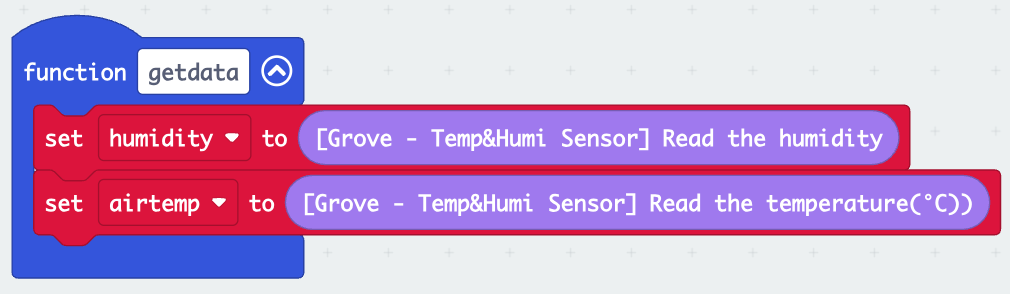 function getdata
set humidity to [Grove - Temp&Humi Sensor] Read the humidity
set airtemp to [Grove - Temp&Humi Sensor] Read the temperature(°C))